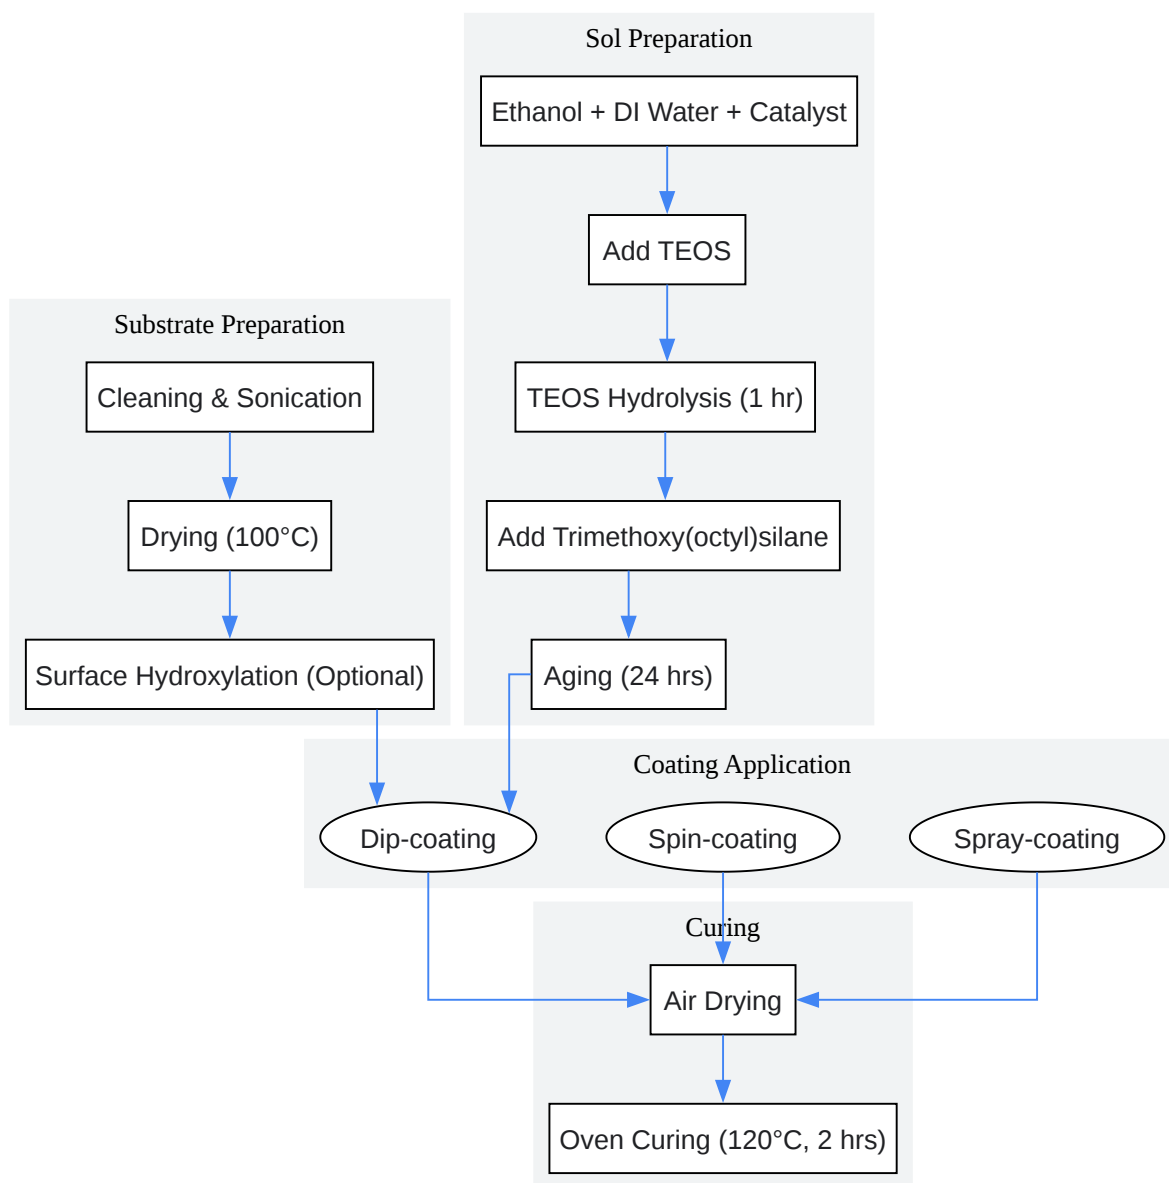 Sol Preparation
Ethanol + DI Water + Catalyst
Add TEOS
TEOS Hydrolysis (1 hr)
Add Trimethoxy(octyl)silane
Aging (24 hrs)
Substrate Preparation
Cleaning & Sonication
Drying (100°C)
Surface Hydroxylation (Optional)
Coating Application
Dip-coating
Spin-coating
Spray-coating
Curing
Air Drying
Oven Curing (120°C, 2 hrs)